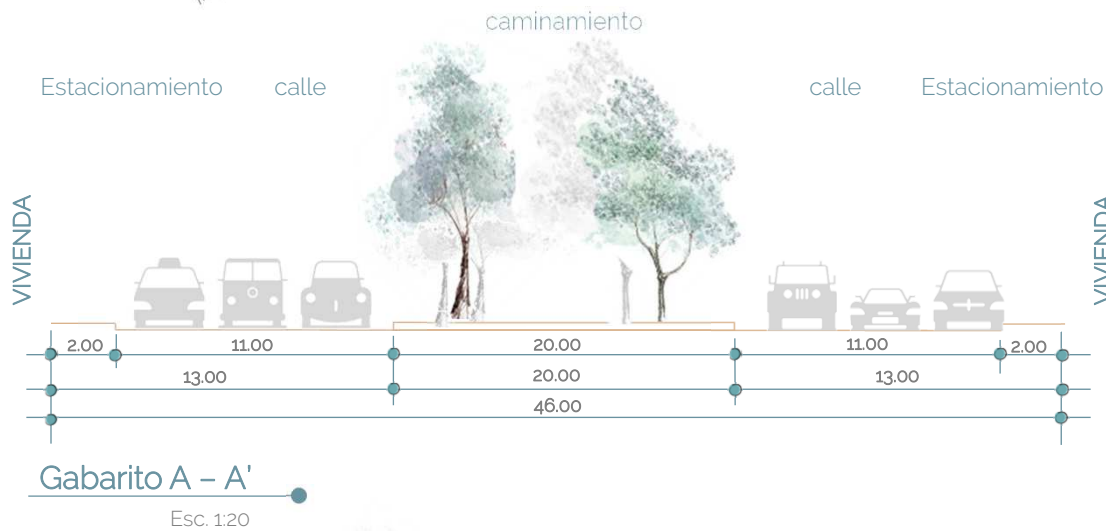 caminamiento
Estacionamiento calle calle Estacionamiento
VIVIENDA
VIVIENDA
2.00 11.00 20.00 11.00 2.00
13.00 20.00 13.00
46.00
Gabarito A – A'
Esc. 1:20